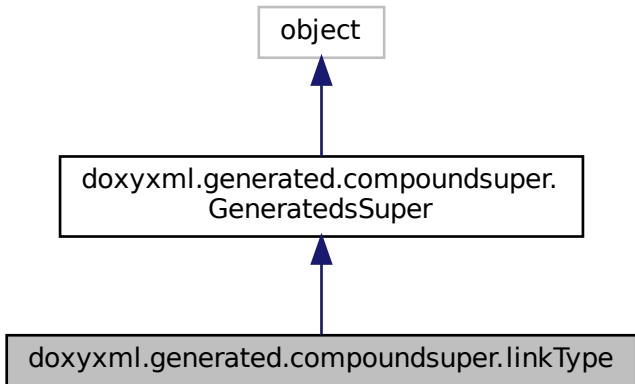 object
doxyxml.generated.compoundsuper.
GeneratedsSuper
doxyxml.generated.compoundsuper.linkType